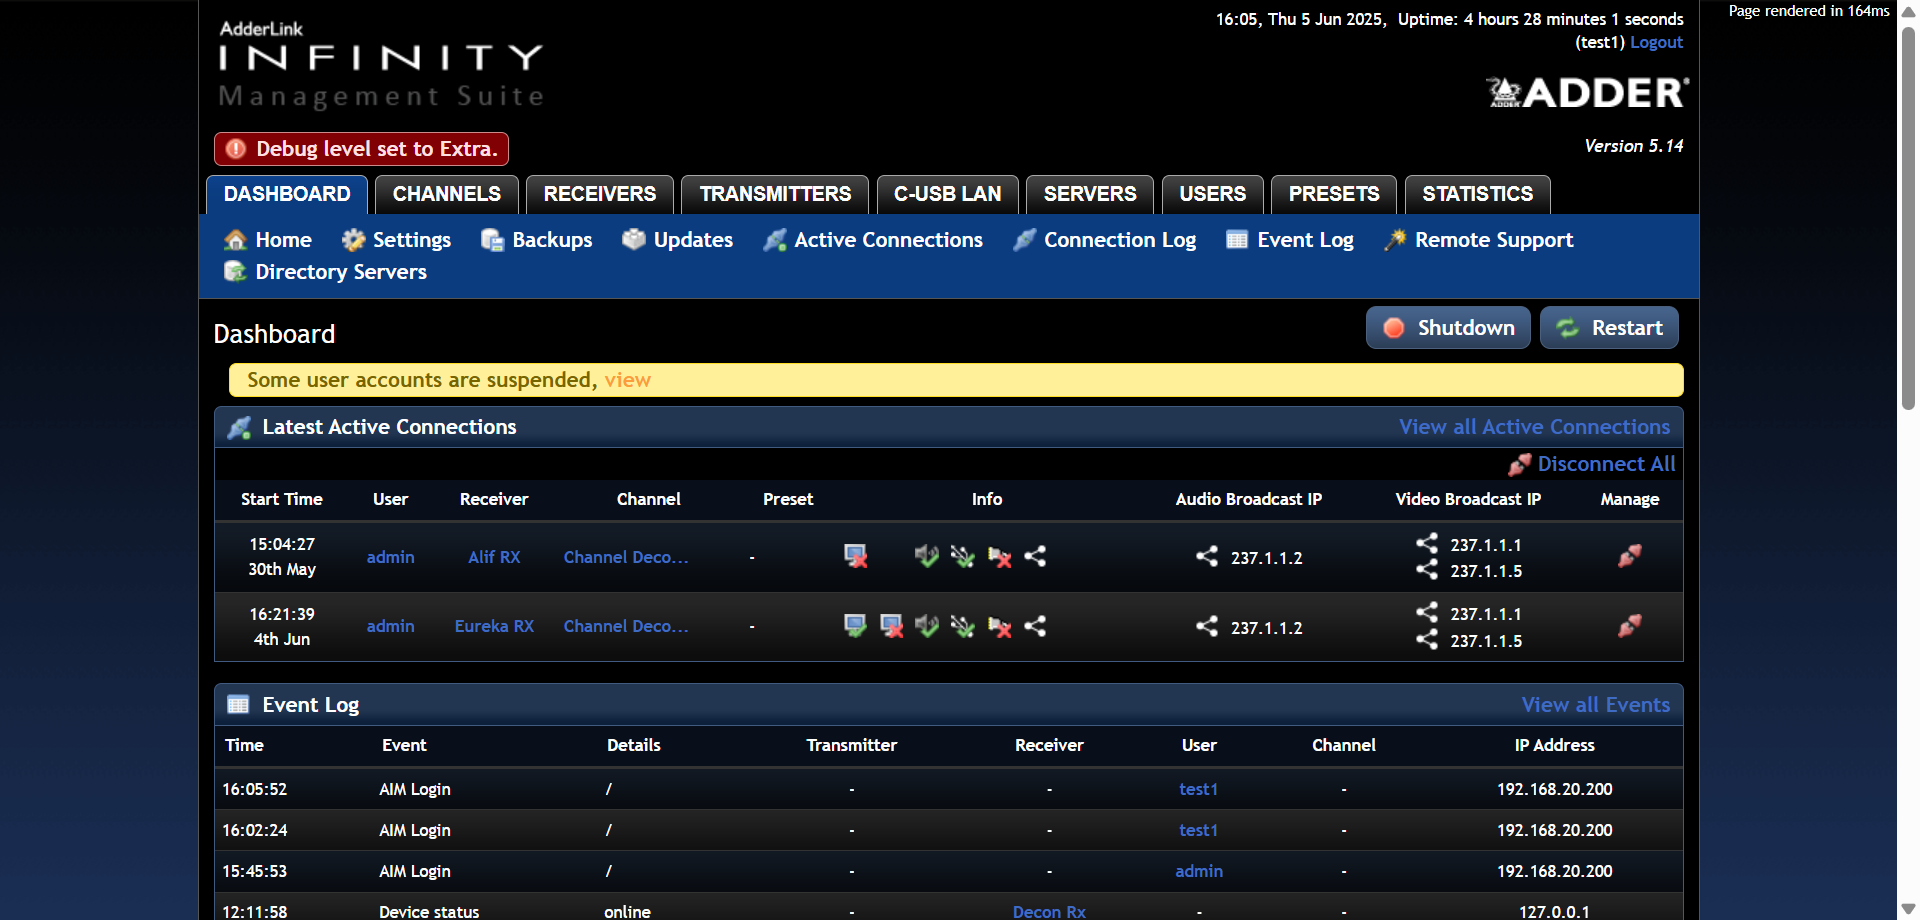 Page rendered in 164ms
AdderLink
INFINITY
Management Suite
16:05, Thu 5 Jun 2025, Uptime: 4 hours 28 minutes 1 seconds
(test1) Logout
ADDER ADDER
Debug level set to Extra.
Version 5.14
DASHBOARD CHANNELS RECEIVERS TRANSMITTERS C-USB LAN SERVERS USERS PRESETS STATISTICS
Home Settings Backups Updates Active Connections Connection Log Event Log Remote Support
Directory Servers
Dashboard
Shutdown Restart
Some user accounts are suspended, view
Latest Active Connections View all Active Connections
Disconnect All
Start Time User Receiver Channel Preset Info Audio Broadcast IP Video Broadcast IP Manage
15:04:27 237.1.1.1
admin Alif RX Channel Deco... - 237.1.1.2
30th May 237.1.1.5
16:21:39 237.1.1.1
admin Eureka RX Channel Deco... - 237.1.1.2
4th Jun 237.1.1.5
Event Log View all Events
Time Event Details Transmitter Receiver User Channel IP Address
16:05:52 AIM Login / - - test1 - 192.168.20.200
16:02:24 AIM Login / - - test1 - 192.168.20.200
15:45:53 AIM Login / - - admin - 192.168.20.200
12:11:58 Device status online - Decon Rx - - 127.0.0.1